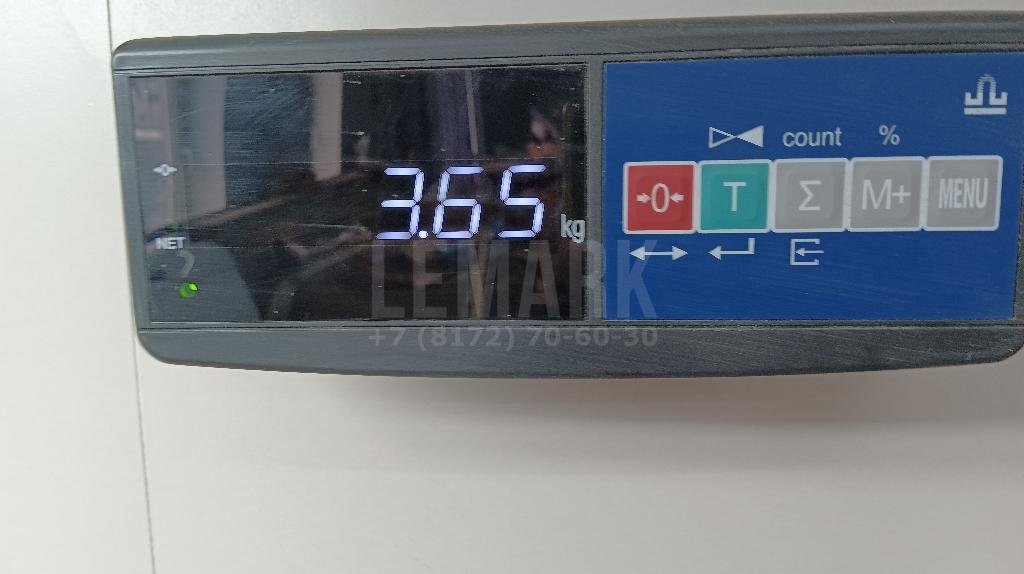 count %
→0← T Σ M+ MENU
3.65 kg
NET
LEMARK
+7 (8172) 70-60-30